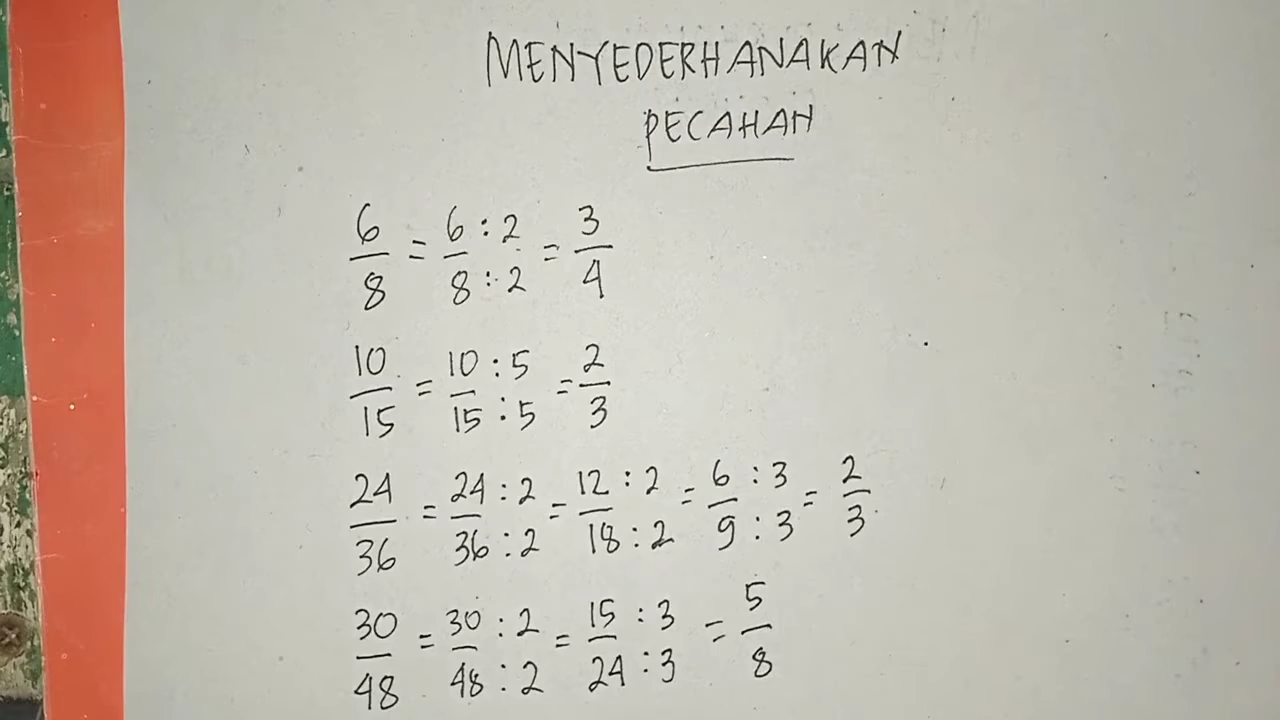 MENYEDERHANAKAN
PECAHAN
6/8 = 6 : 2 / 8 : 2 = 3/4
10/15 = 10 : 5 / 15 : 5 = 2/3
24/36 = 24 : 2 / 36 : 2 = 12 : 2 / 18 : 2 = 6 : 3 / 9 : 3 = 2/3
30/48 = 30 : 2 / 48 : 2 = 15 : 3 / 24 : 3 = 5/8